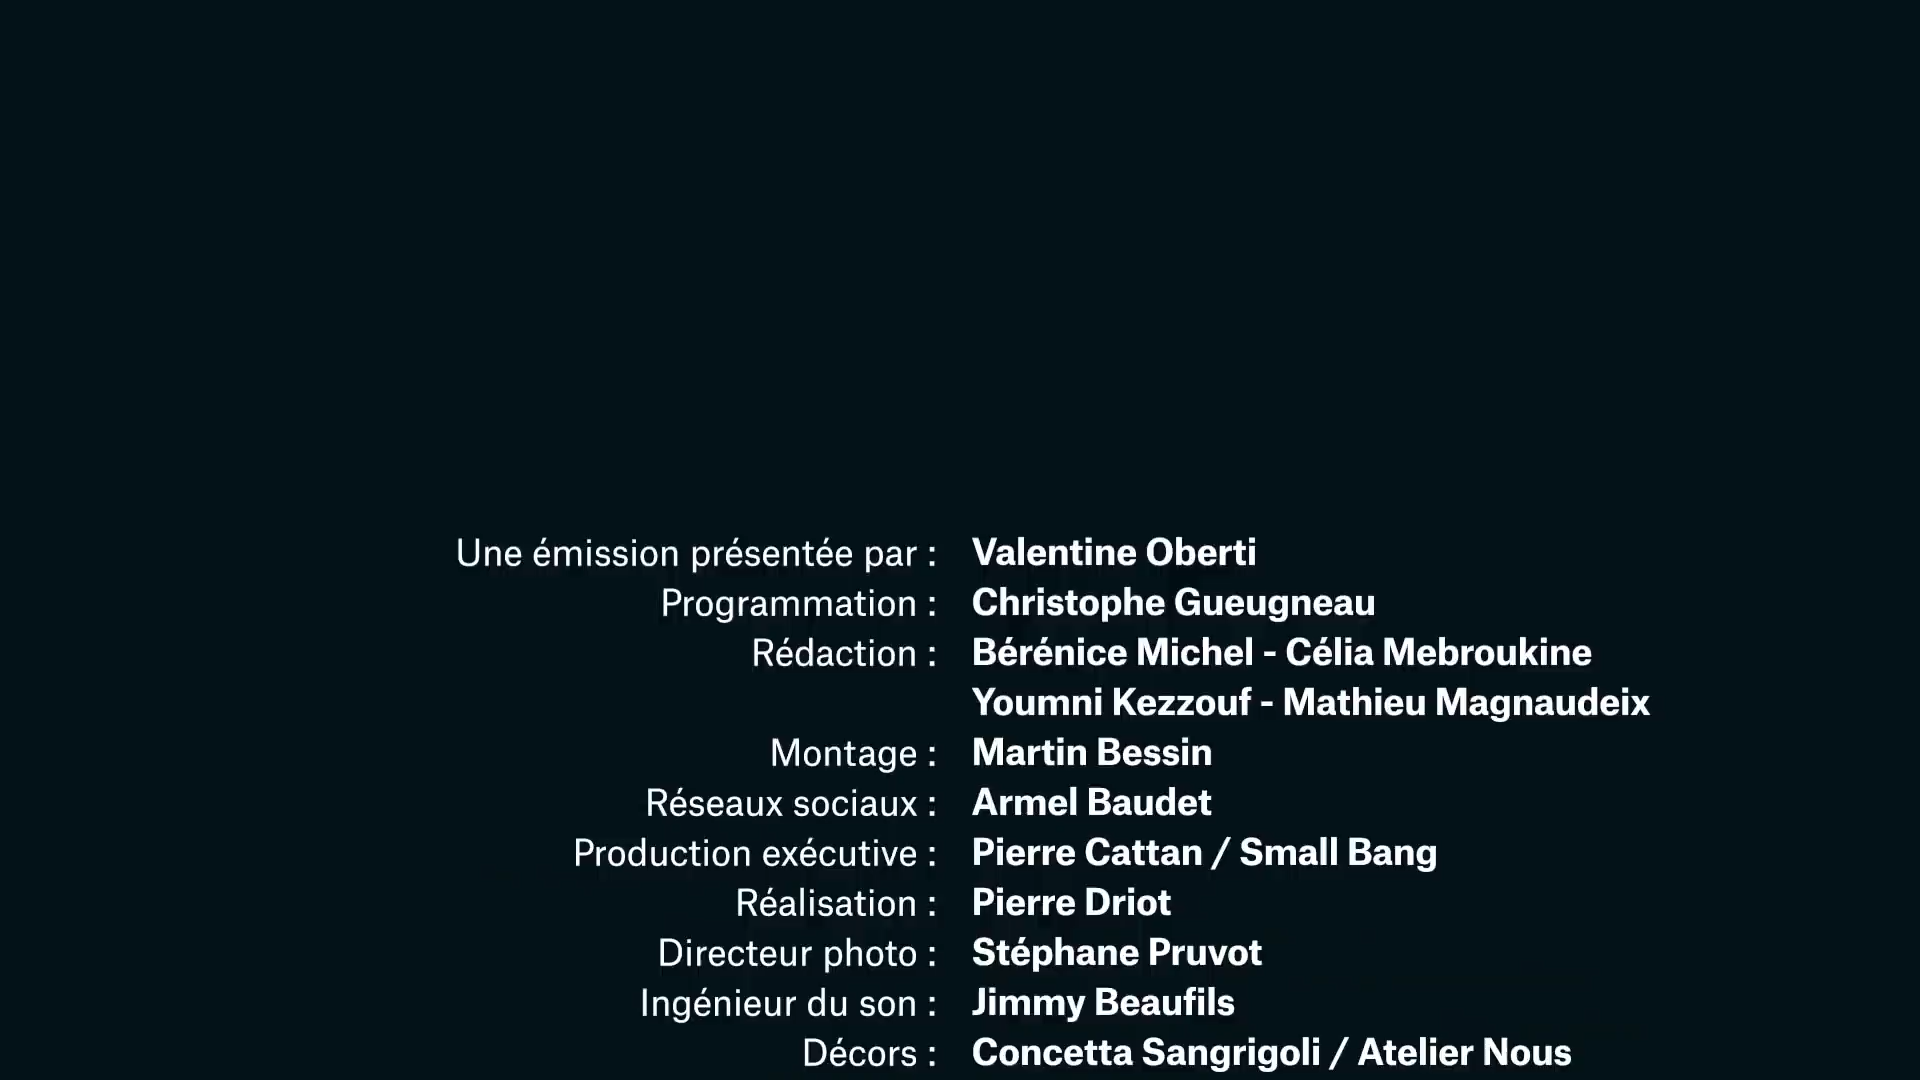 Une émission présentée par : Valentine Oberti
Programmation : Christophe Gueugneau
Rédaction : Bérénice Michel - Célia Mebroukine
Youmni Kezzouf - Mathieu Magnaudeix
Montage : Martin Bessin
Réseaux sociaux : Armel Baudet
Production exécutive : Pierre Cattan / Small Bang
Réalisation : Pierre Driot
Directeur photo : Stéphane Pruvot
Ingénieur du son : Jimmy Beaufils
Décors : Concetta Sangrigoli / Atelier Nous